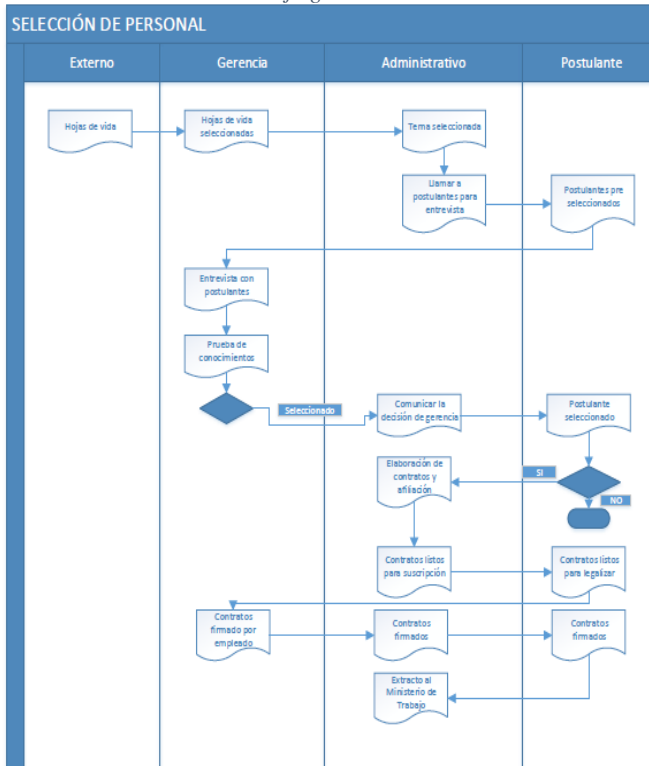 SELECCIÓN DE PERSONAL
Externo
Gerencia
Administrativo
Postulante
Hojas de vida
Hojas de vida
seleccionadas
Terna seleccionada
Llamar a
postulantes para
entrevista
Postulantes pre
seleccionados
Entrevista con
postulantes
Prueba de
conocimientos
Seleccionado
Comunicar la
decisión de gerencia
Postulante
seleccionado
Elaboración de
contratos y
afiliación
SI
NO
Contratos listos
para suscripción
Contratos listos
para legalizar
Contratos
firmado por
empleado
Contratos
firmados
Contratos
firmados
Extracto al
Ministerio de
Trabajo